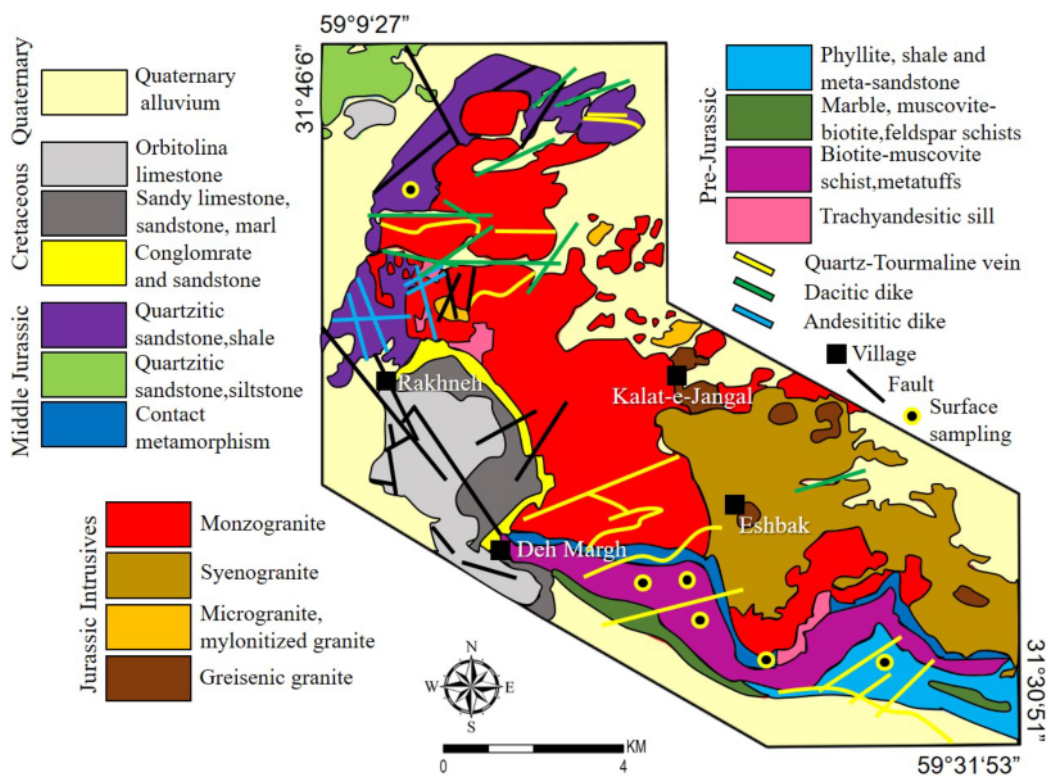 59°9'27"
31°46'6"
Quaternary
Quaternary
alluvium
Cretaceous
Orbitolina
limestone
Sandy limestone,
sandstone, marl
Conglomrate
and sandstone
Middle Jurassic
Quartzitic
sandstone,shale
Quartzitic
sandstone,siltstone
Contact
metamorphism
Jurassic Intrusives
Monzogranite
Syenogranite
Microgranite,
mylonitized granite
Greisenic granite
Pre-Jurassic
Phyllite, shale and
meta-sandstone
Marble, muscovite-
biotite,feldspar schists
Biotite-muscovite
schist,metatuffs
Trachyandesitic sill
Quartz-Tourmaline vein
Dacitic dike
Andesititic dike
Village
Fault
Surface
sampling
Rakhneh
Kalat-e-Jangal
Eshbak
Deh Margh
N
W E
S
KM
0 4
31°30'51"
59°31'53"